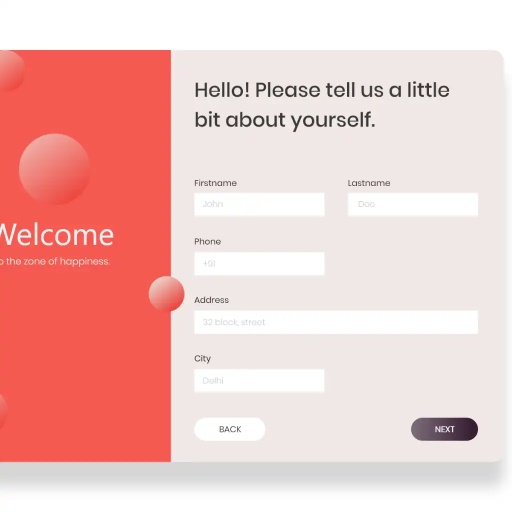 Hello! Please tell us a little
bit about yourself.
Welcome
o the zone of happiness.
Firstname
Lastname
John
Doo
Phone
+91
Address
32 block, street
City
Delhi
BACK
NEXT